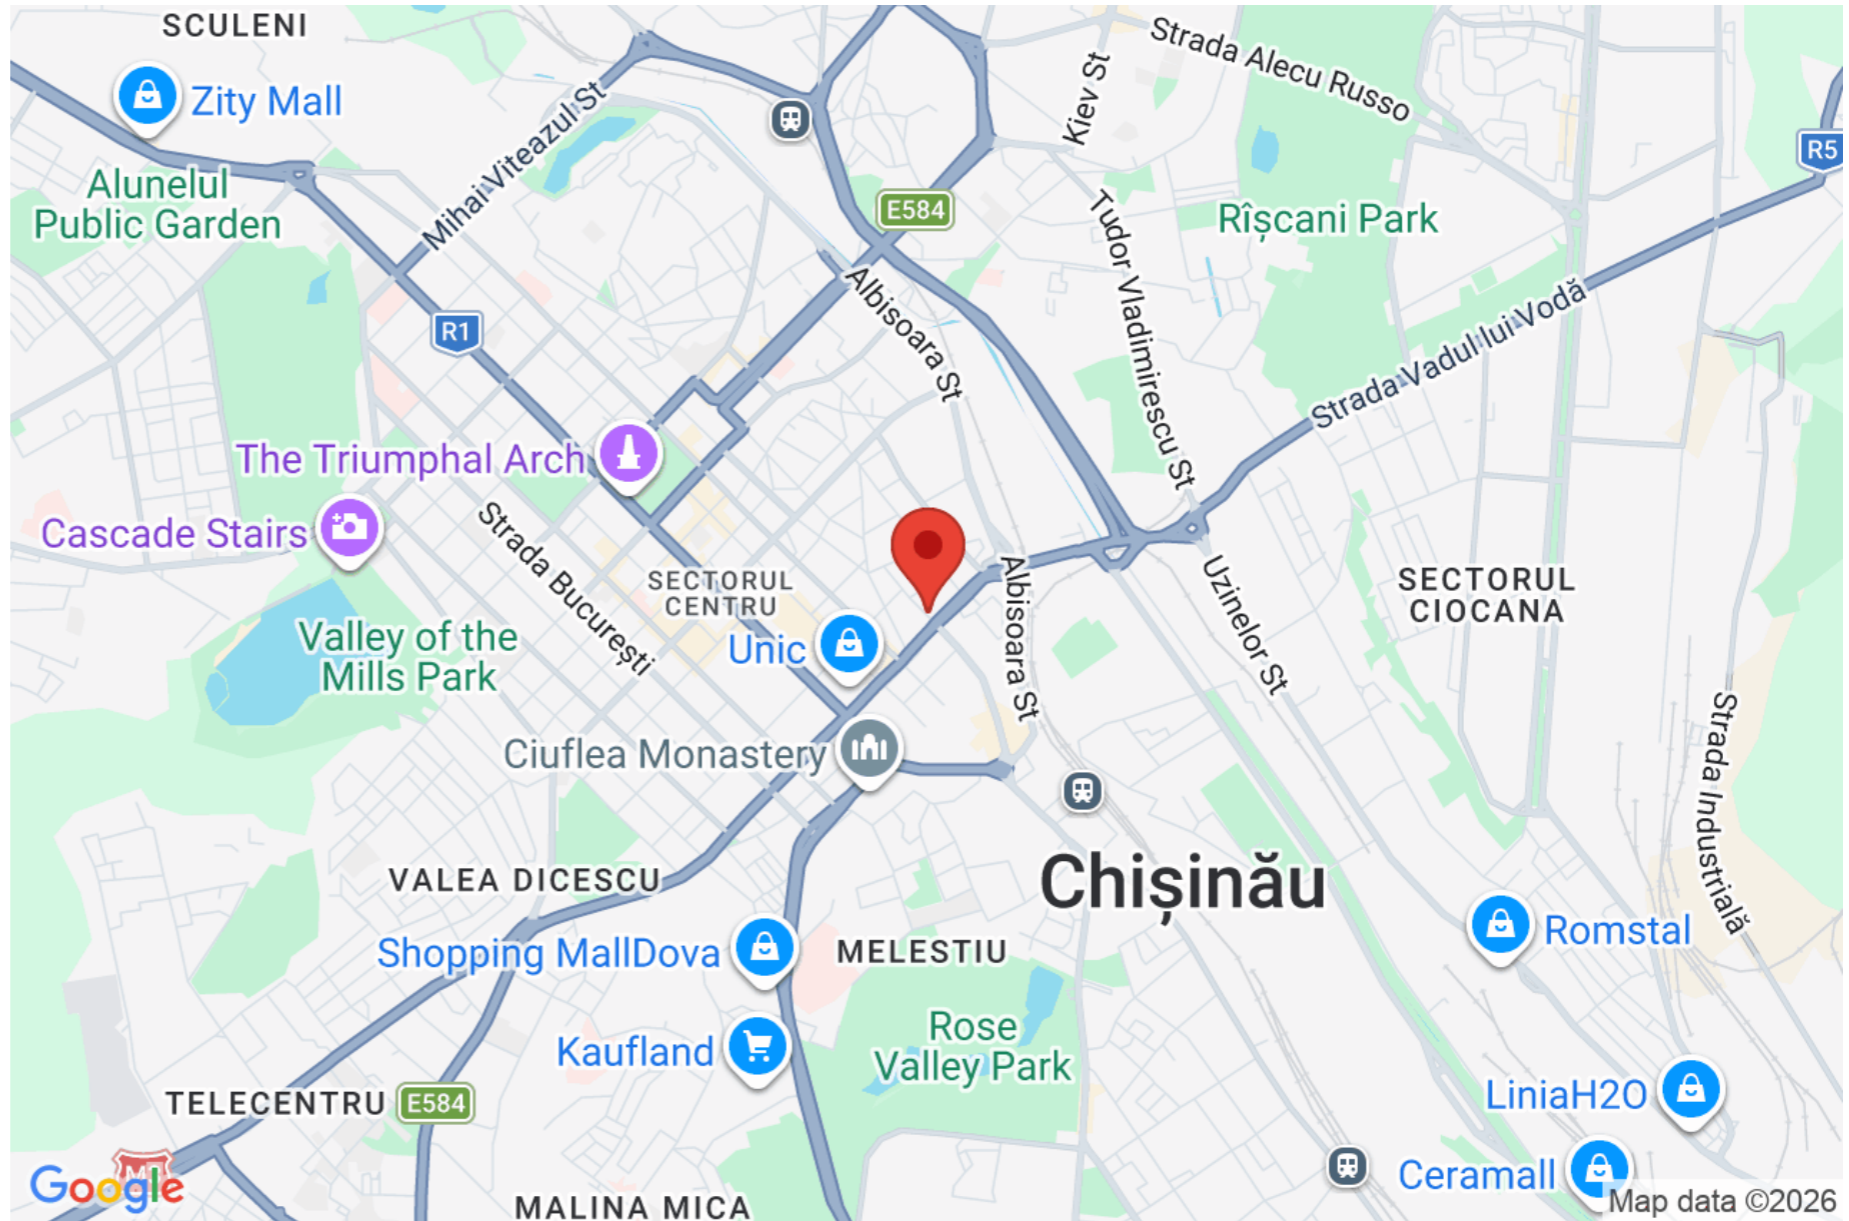 SCULENI
Zity Mall
Alunelul
Public Garden
Mihai Viteazul St
Kiev St
Strada Alecu Russo
R5
E584
Tudor Vladimirescu St
Rîșcani Park
Albisoara St
R1
Strada Vadul lui Vodă
The Triumphal Arch
Cascade Stairs
Strada București
SECTORUL
CENTRU
Albisoara St
Uzinelor St
SECTORUL
CIOCANA
Valley of the
Mills Park
Unic
Ciuflea Monastery
Strada Industrială
Chișinău
VALEA DICESCU
Shopping MallDova
MELESTIU
Romstal
Kaufland
Rose
Valley Park
TELECENTRU
E584
LiniaH2O
Ceramall
Google
MALINA MICA
Map data ©2026